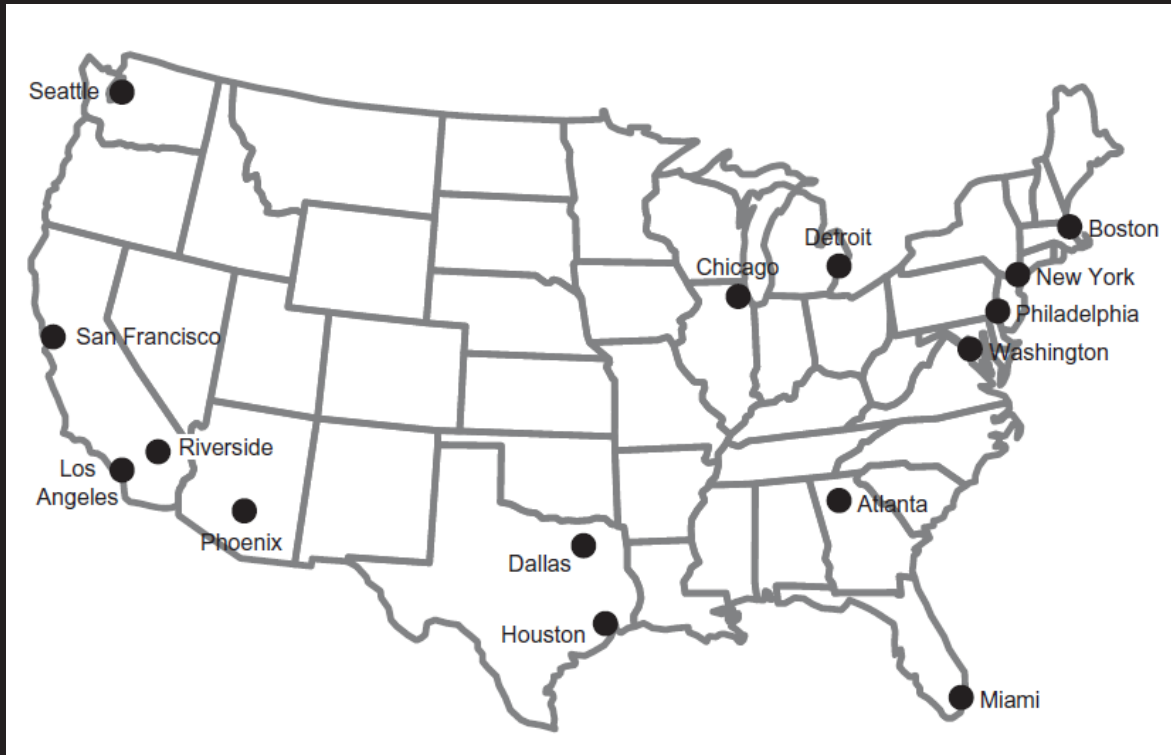 Seattle
Boston
Detroit
Chicago
New York
Philadelphia
San Francisco
Washington
Riverside
Los
Angeles
Atlanta
Phoenix
Dallas
Houston
Miami